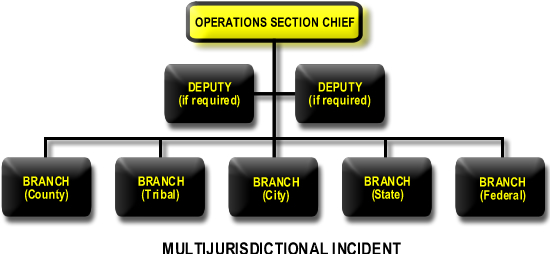 OPERATIONS SECTION CHIEF
DEPUTY
(if required)
DEPUTY
(if required)
BRANCH
(County)
BRANCH
(Tribal)
BRANCH
(City)
BRANCH
(State)
BRANCH
(Federal)
MULTIJURISDICTIONAL INCIDENT